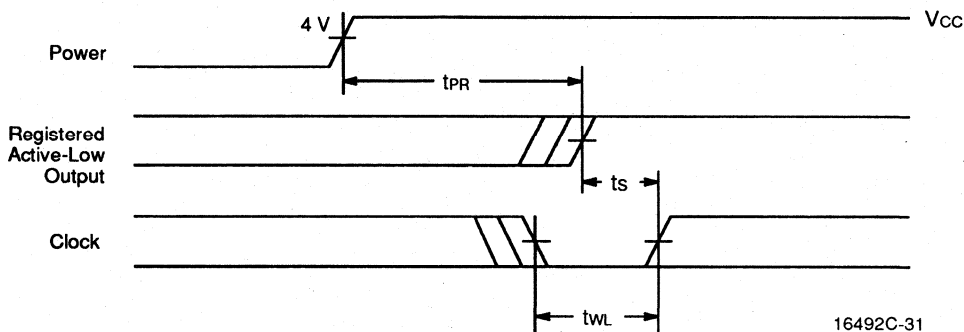 4 V
VCC
Power
tPR
Registered
Active-Low
Output
tS
Clock
tWL
16492C-31